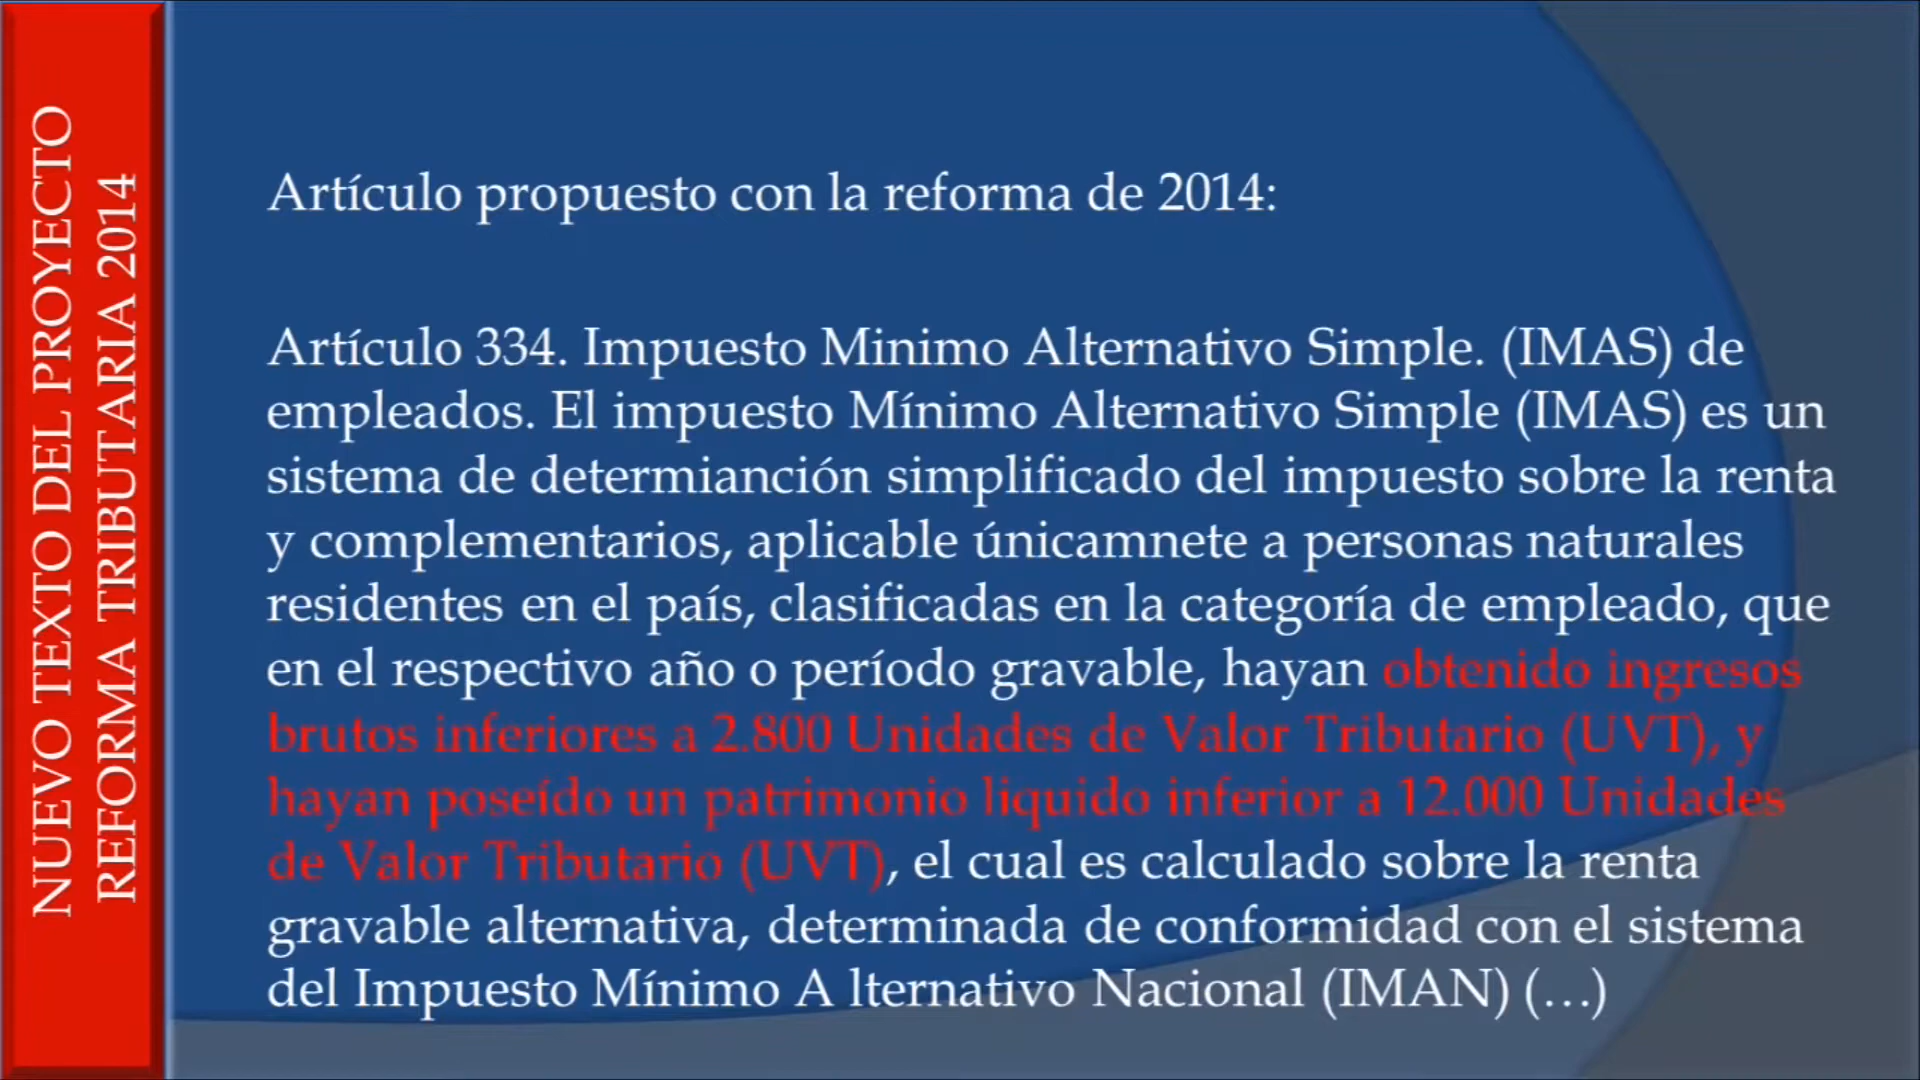 NUEVO TEXTO DEL PROYECTO
REFORMA TRIBUTARIA 2014
Artículo propuesto con la reforma de 2014:
Artículo 334. Impuesto Minimo Alternativo Simple. (IMAS) de
empleados. El impuesto Mínimo Alternativo Simple (IMAS) es un
sistema de determianción simplificado del impuesto sobre la renta
y complementarios, aplicable únicamnete a personas naturales
residentes en el país, clasificadas en la categoría de empleado, que
en el respectivo año o período gravable, hayan obtenido ingresos
brutos inferiores a 2.800 Unidades de Valor Tributario (UVT), y
hayan poseído un patrimonio liquido inferior a 12.000 Unidades
de Valor Tributario (UVT), el cual es calculado sobre la renta
gravable alternativa, determinada de conformidad con el sistema
del Impuesto Mínimo A lternativo Nacional (IMAN) (…)